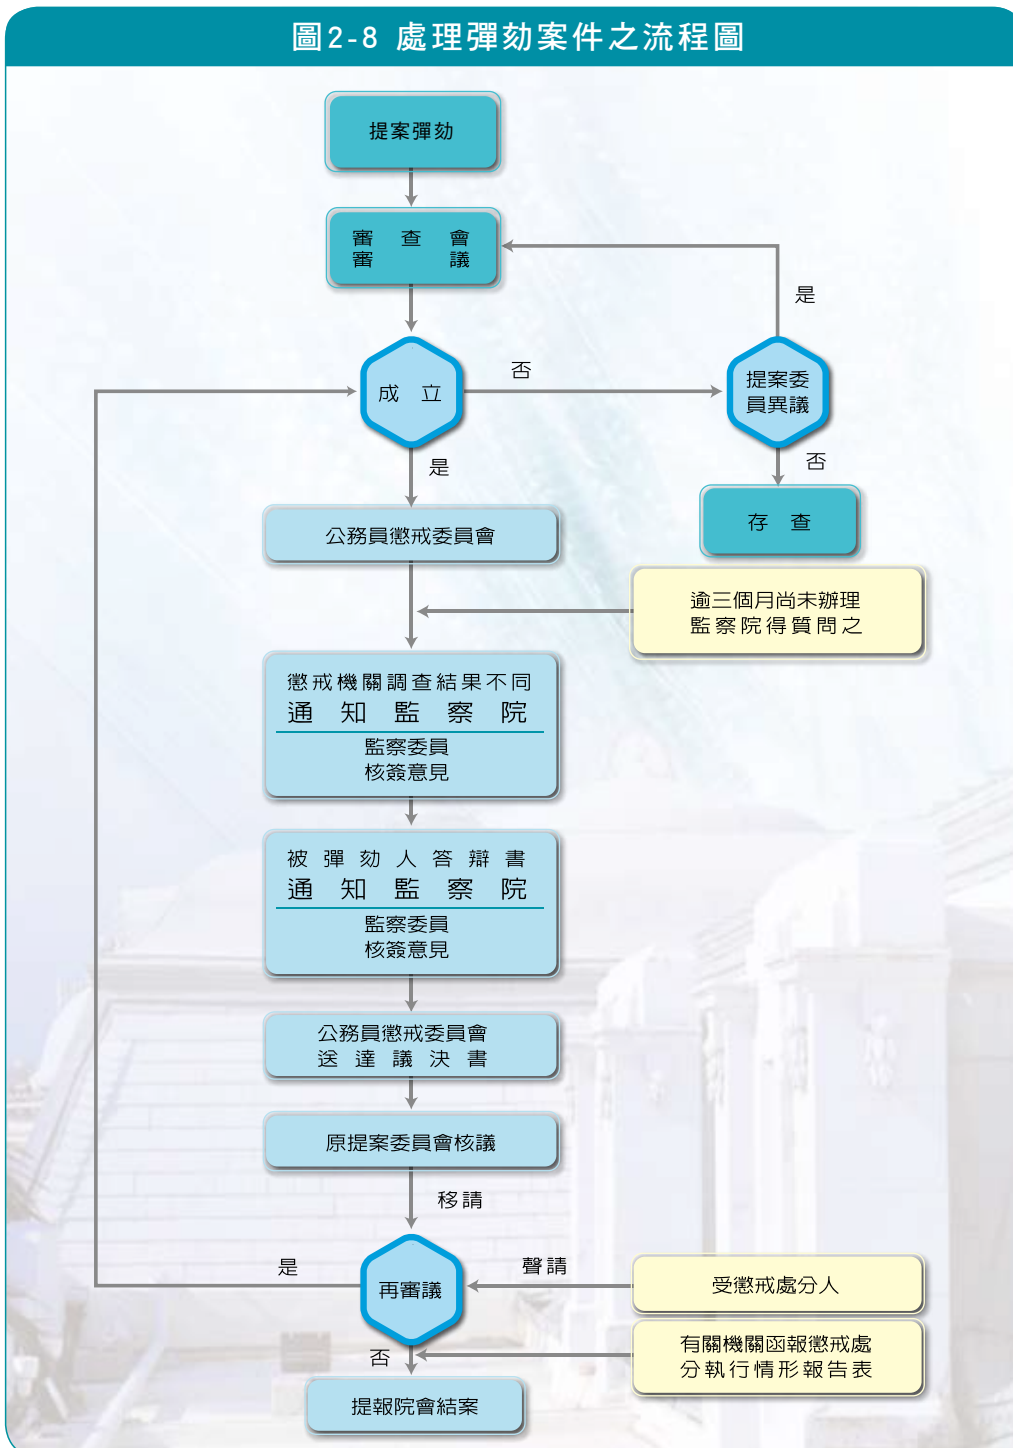 圖2-8 處理彈劾案件之流程圖
提案彈劾
審查會
審議
是
成立
否
提案委
員異議
是
否
公務員懲戒委員會
存查
逾三個月尚未辦理
監察院得質問之
懲戒機關調查結果不同
通知監察院
監察委員
核簽意見
被彈劾人答辯書
通知監察院
監察委員
核簽意見
公務員懲戒委員會
送達議決書
原提案委員會核議
移請
是
再審議
聲請
受懲戒處分人
否
有關機關函報懲戒處
分執行情形報告表
提報院會結案